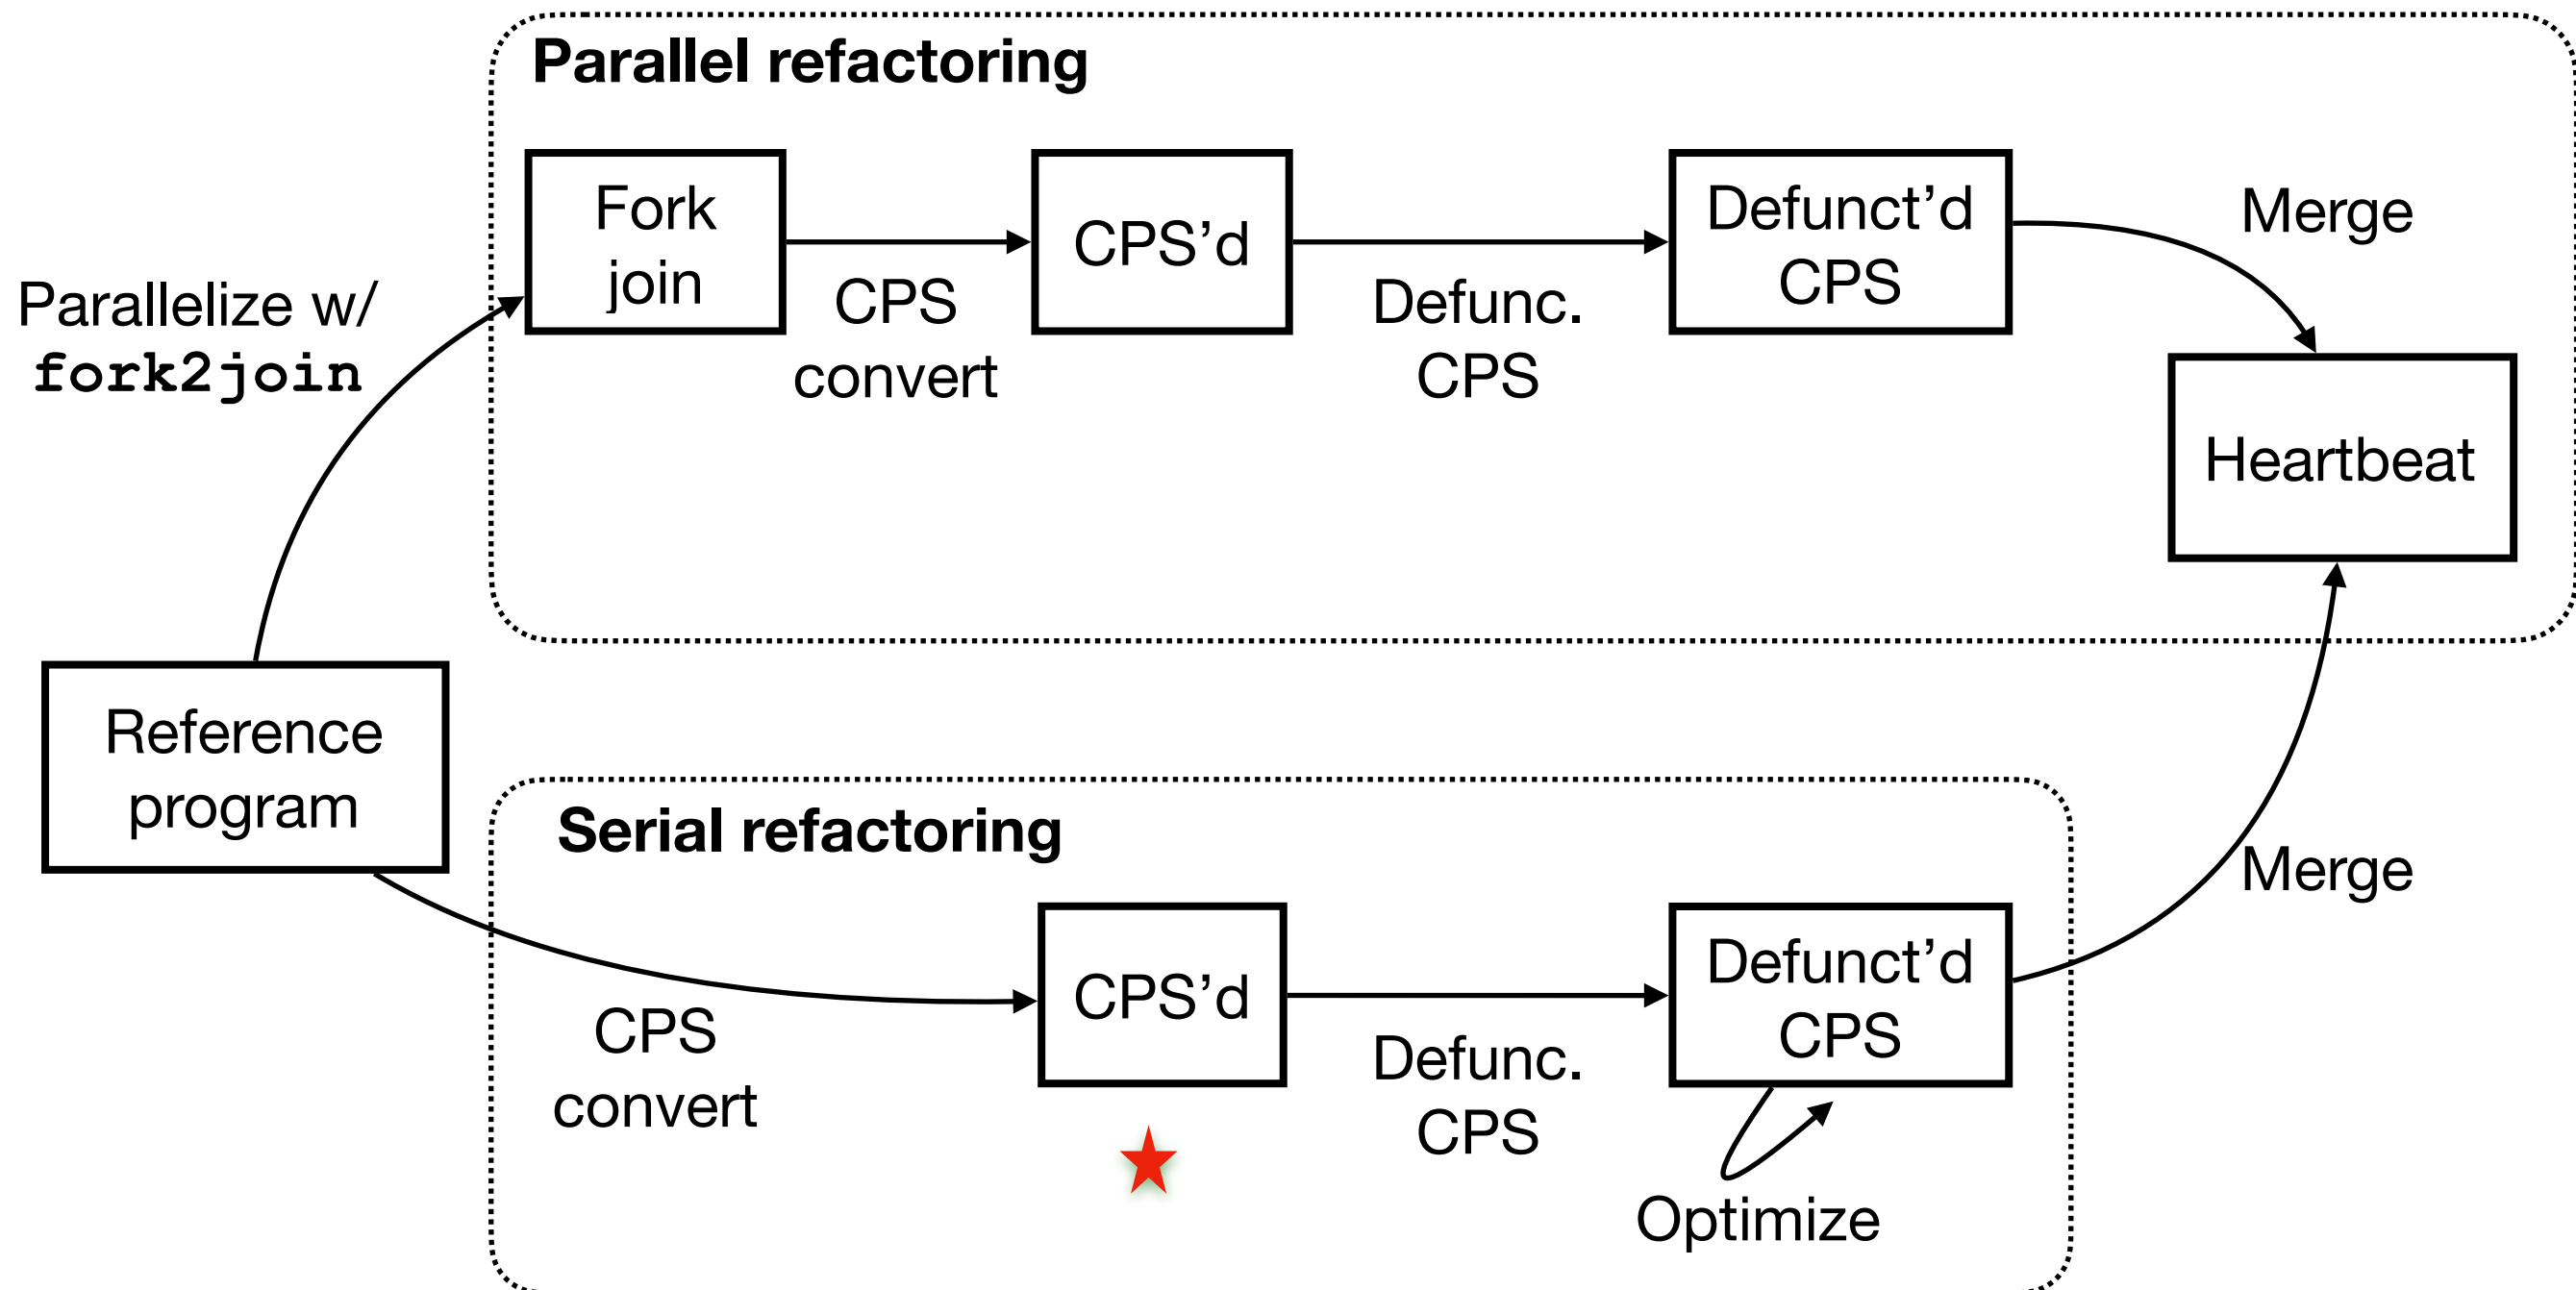 Parallel refactoring
Fork
join
CPS'd
Defunct'd
CPS
Merge
Parallelize w/
fork2join
CPS
convert
Defunc.
CPS
Heartbeat
Reference
program
Serial refactoring
Merge
CPS'd
Defunct'd
CPS
CPS
convert
Defunc.
CPS
Optimize